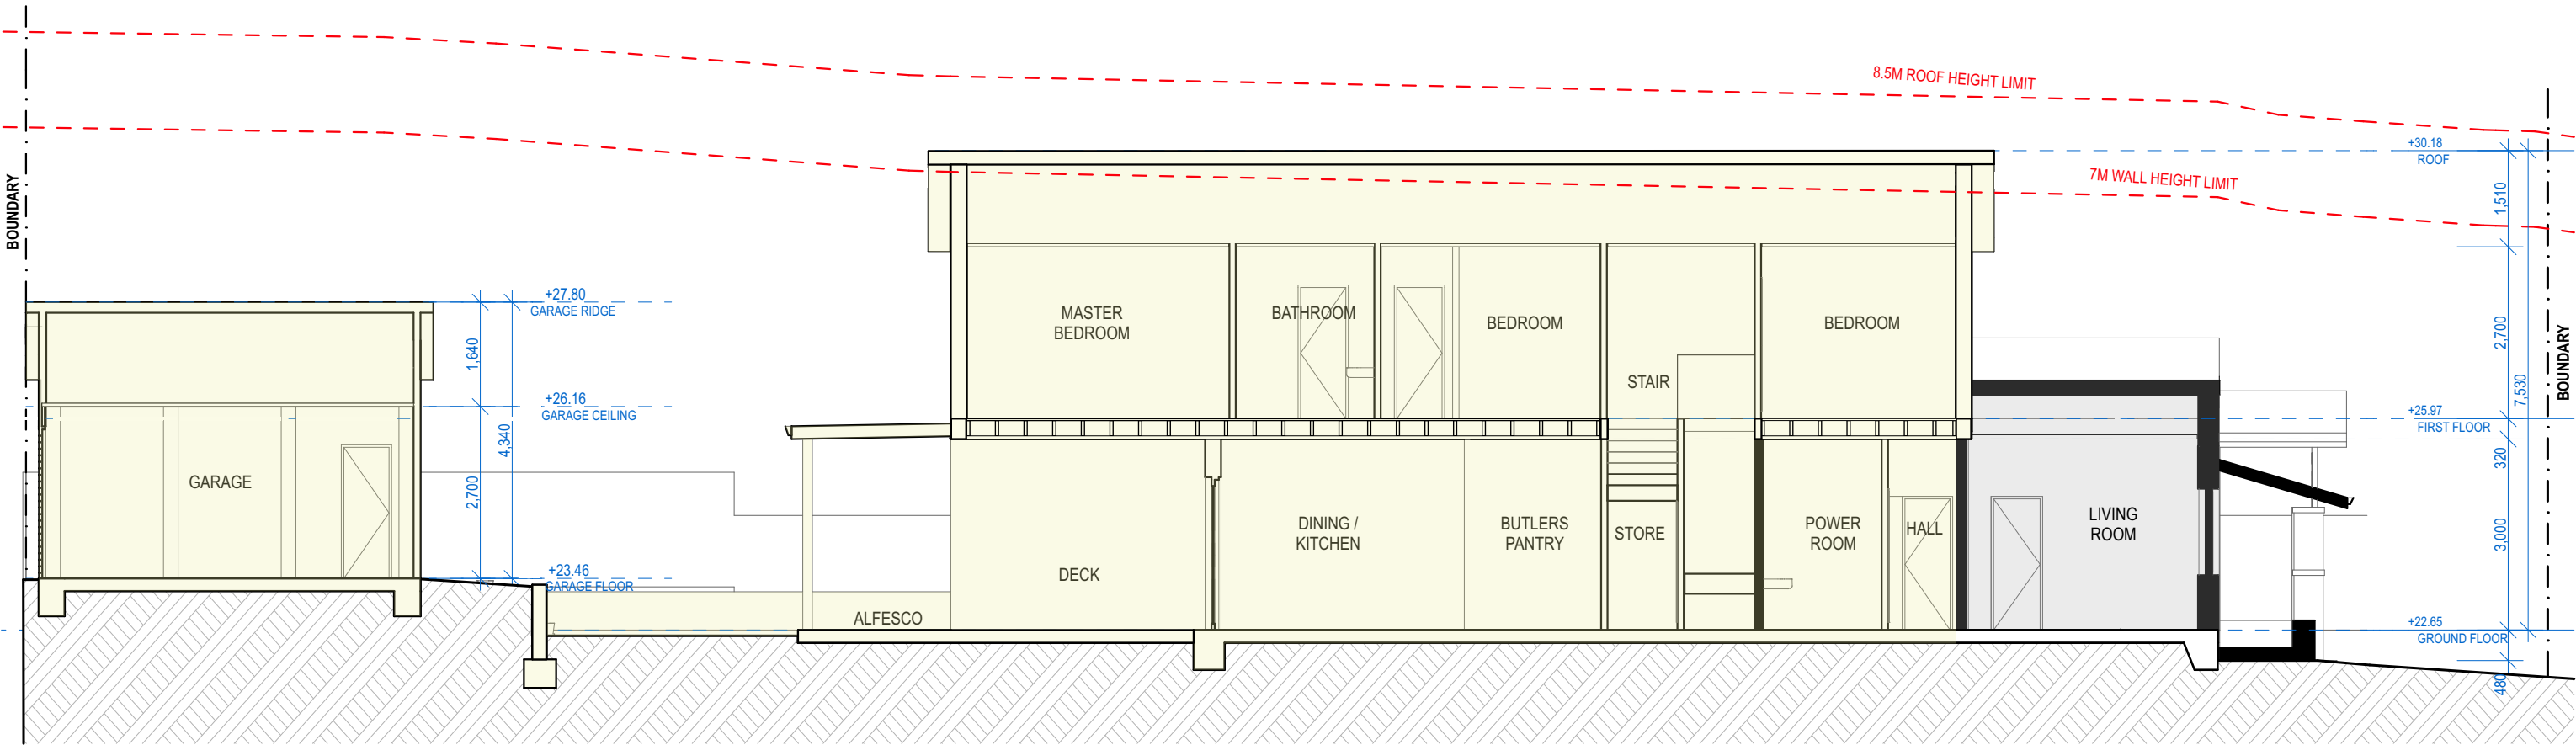 8.5M ROOF HEIGHT LIMIT
+30.18
ROOF
7M WALL HEIGHT LIMIT
BOUNDARY
1,510
+27.80
GARAGE RIDGE
MASTER
BEDROOM
BATHROOM
BEDROOM
BEDROOM
2,700
BOUNDARY
1,640
STAIR
7,530
+26.16
GARAGE CEILING
+25.97
FIRST FLOOR
4,340
320
GARAGE
2,700
DINING /
KITCHEN
BUTLERS
PANTRY
STORE
POWER
ROOM
HALL
LIVING
ROOM
3,000
+23.46
GARAGE FLOOR
DECK
ALFESCO
+22.65
GROUND FLOOR
480